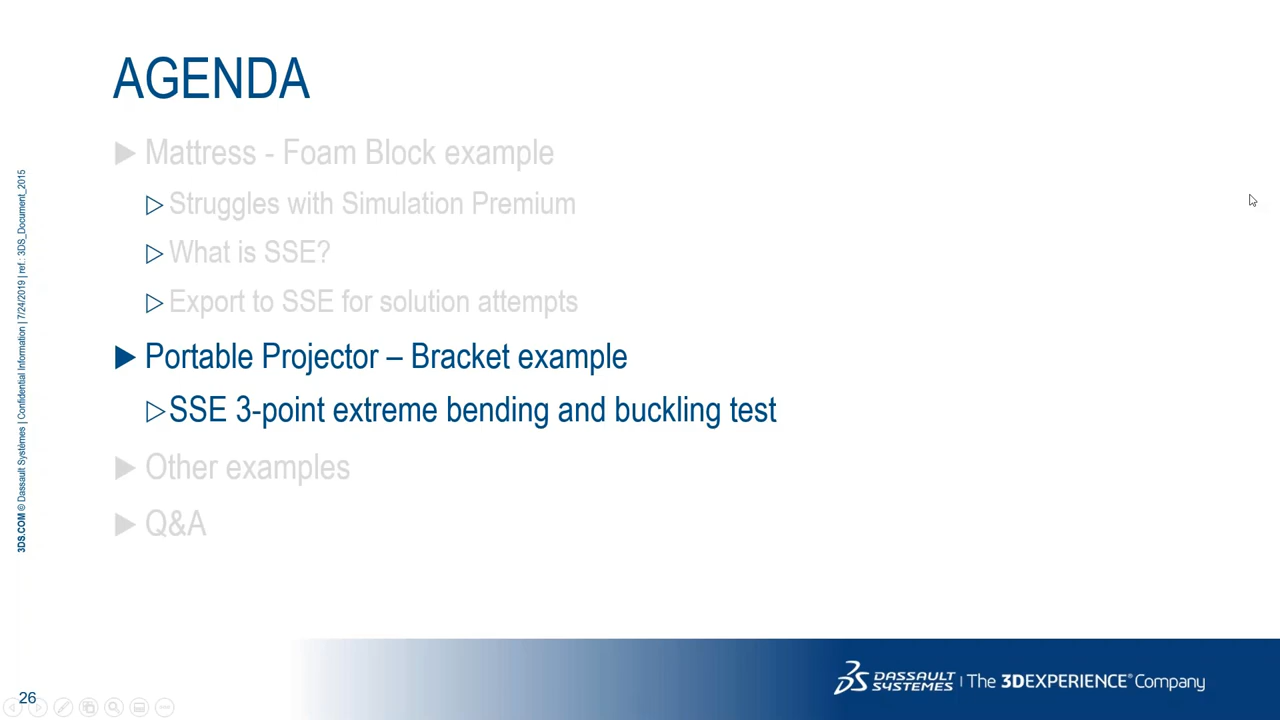 AGENDA
Mattress - Foam Block example
Struggles with Simulation Premium
What is SSE?
Export to SSE for solution attempts
Portable Projector – Bracket example
SSE 3-point extreme bending and buckling test
Other examples
Q&A
3DS.COM © Dassault Systèmes | Confidential Information | 7/24/2019 | ref.: 3DS_Document_2015
26
DASSAULT SYSTEMES | The 3DEXPERIENCE® Company